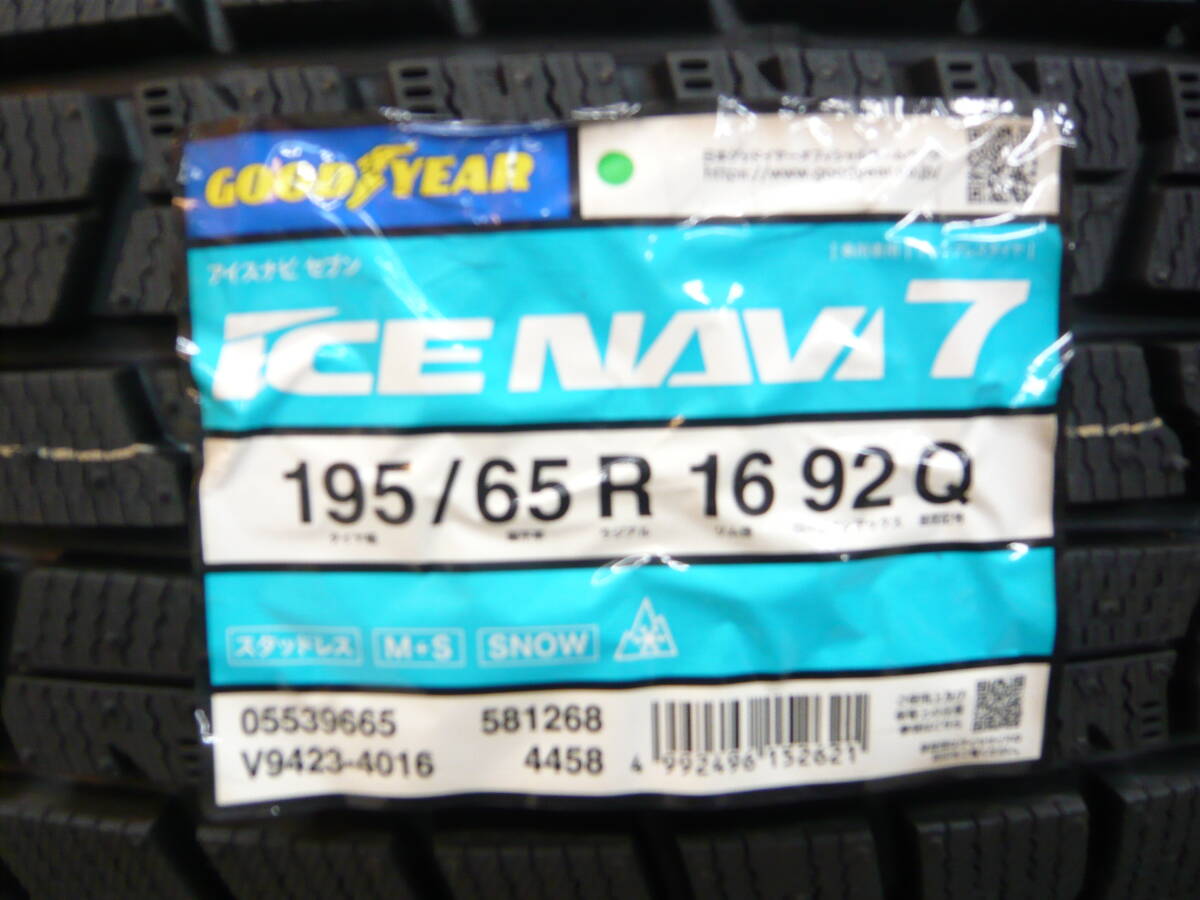 GOODYEAR
アイスナビ セブン
ICE NAVI 7
195 / 65 R 16 92 Q
スタッドレス M+S SNOW
05539665 581268
V9423-4016 4458
4 992496 152621